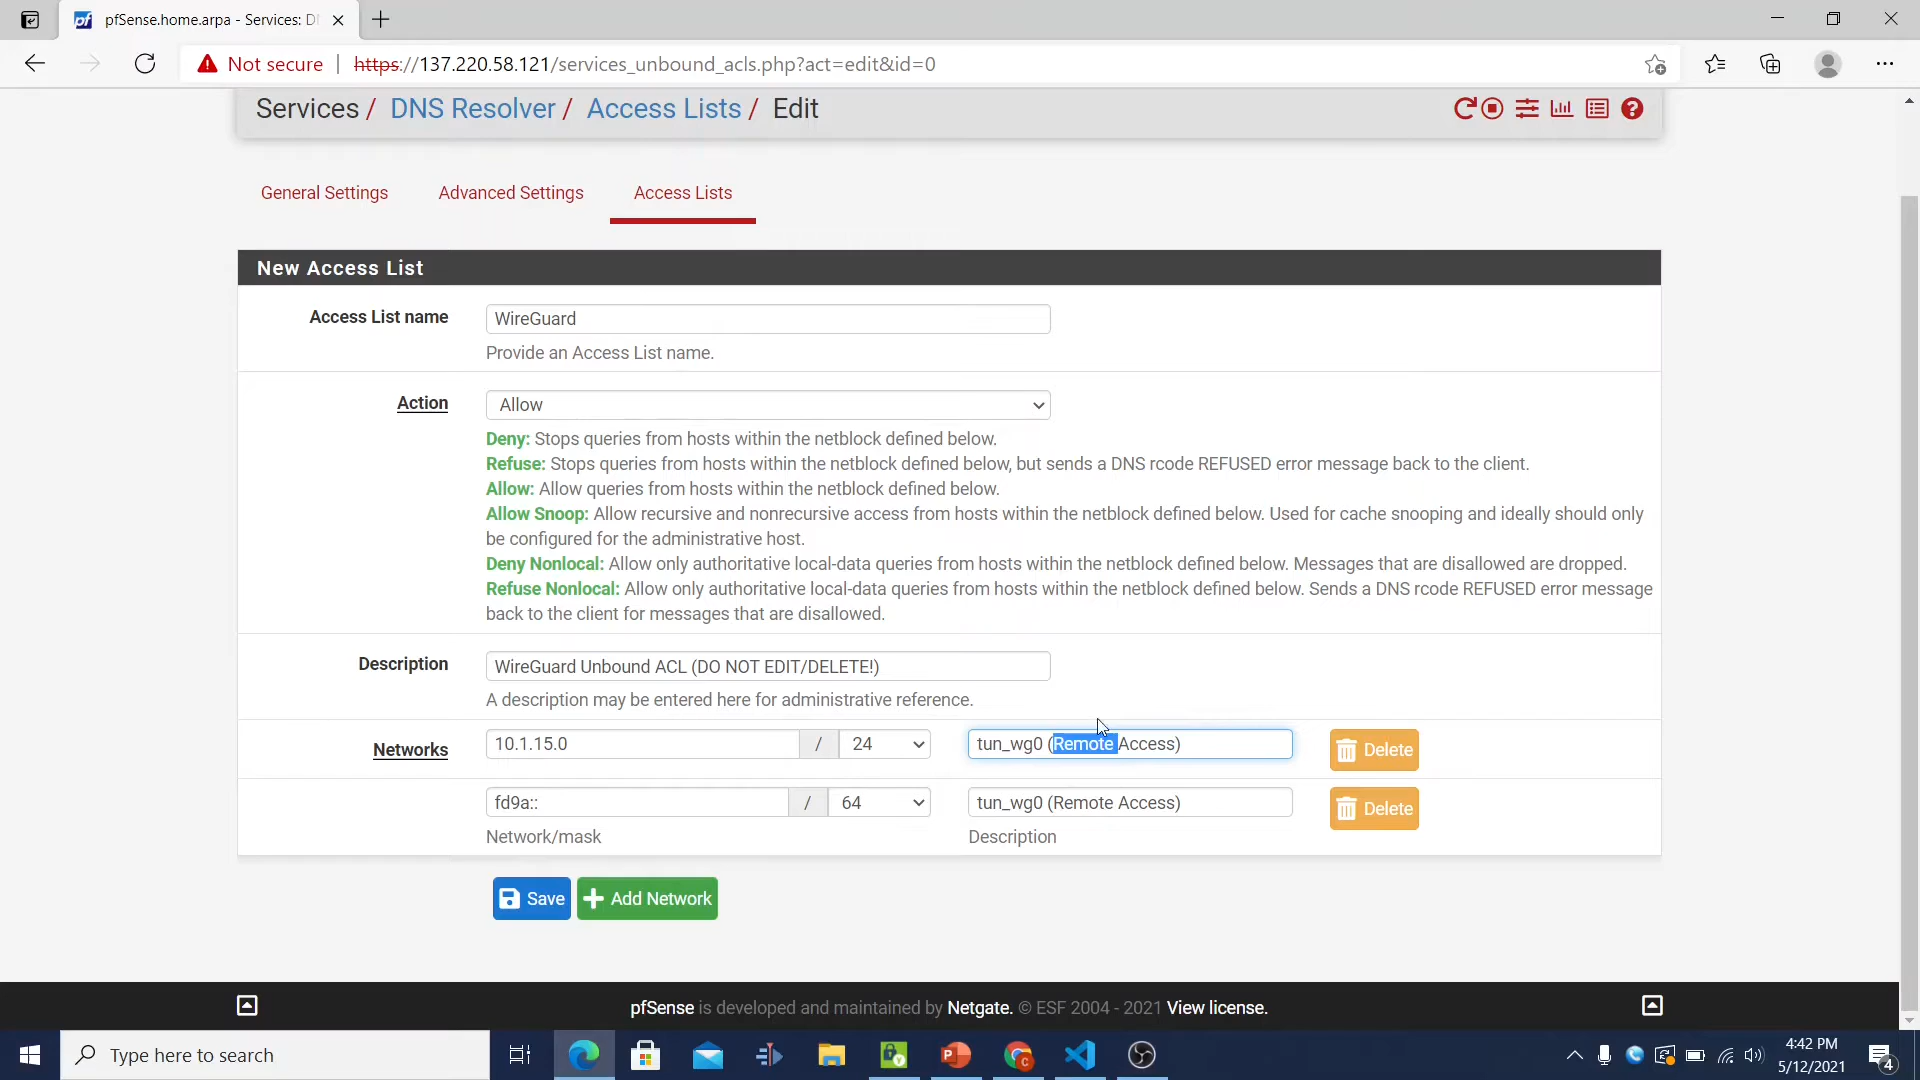 pfSense.home.arpa - Services: D
Not secure | https://137.220.58.121/services_unbound_acls.php?act=edit&id=0
Services / DNS Resolver / Access Lists / Edit
General Settings Advanced Settings Access Lists
New Access List
Access List name WireGuard
Provide an Access List name.
Action Allow
Deny: Stops queries from hosts within the netblock defined below.
Refuse: Stops queries from hosts within the netblock defined below, but sends a DNS rcode REFUSED error message back to the client.
Allow: Allow queries from hosts within the netblock defined below.
Allow Snoop: Allow recursive and nonrecursive access from hosts within the netblock defined below. Used for cache snooping and ideally should only
be configured for the administrative host.
Deny Nonlocal: Allow only authoritative local-data queries from hosts within the netblock defined below. Messages that are disallowed are dropped.
Refuse Nonlocal: Allow only authoritative local-data queries from hosts within the netblock defined below. Sends a DNS rcode REFUSED error message
back to the client for messages that are disallowed.
Description WireGuard Unbound ACL (DO NOT EDIT/DELETE!)
A description may be entered here for administrative reference.
Networks 10.1.15.0 / 24 tun_wg0 (Remote Access) Delete
fd9a:: / 64 tun_wg0 (Remote Access) Delete
Network/mask Description
Save Add Network
pfSense is developed and maintained by Netgate. © ESF 2004 - 2021 View license.
Type here to search
4:42 PM
5/12/2021
4